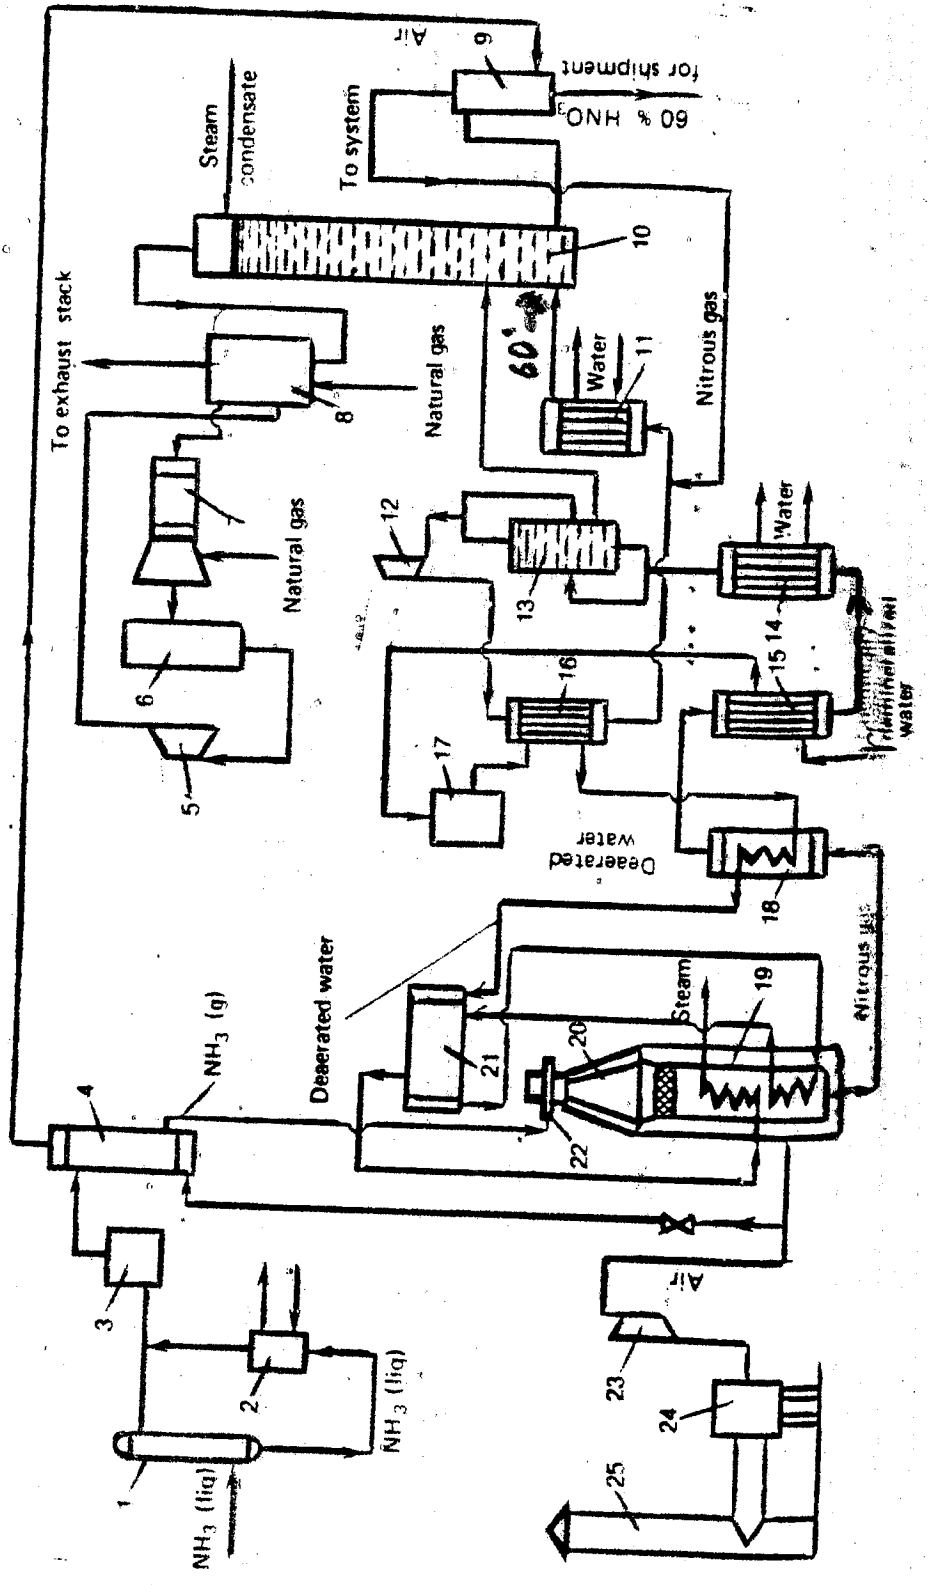 To exhaust stack
Air
Steam
condensate
4
NH₃ (g)
3
6
5
7
8
Natural gas
Natural gas
To system
9
60 % HNO₃
for shipment
1
NH₃ (liq)
2
NH₃ (liq)
Deaerated water
21
17
Deaerated
water
16
12
13
60°
10
11
Water
Nitrous gas
22
20
Steam
19
18
15
14
Water
water
Nitrous gas
Air
23
24
25